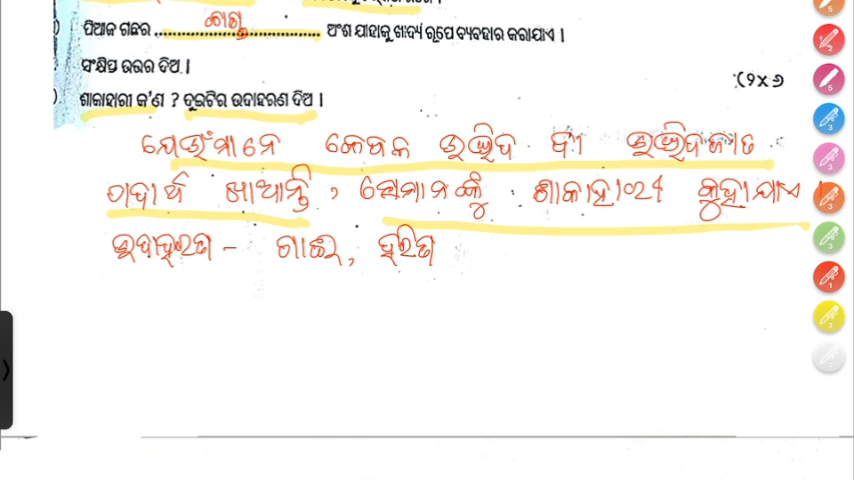 ପିଆଜ ଗଛର ............................ ଅଂଶ ଯାହାକୁ ଖାଦ୍ୟ ରୂପେ ବ୍ୟବହାର କରାଯାଏ ।
ସଂକ୍ଷିପ୍ତ ଉତ୍ତର ଦିଅ ।
:(୨x୬
ଶାକାହାରୀ କ'ଣ ? ଦୁଇଟିର ଉଦାହରଣ ଦିଅ ।
ଯେଉଁମାନେ କେବଳ ଉଦ୍ଭିଦ ବା ଉଦ୍ଭିଦଜାତ
ପଦାର୍ଥ ଖାଆନ୍ତି, ସେମାନଙ୍କୁ ଶାକାହାରୀ କୁହାଯାଏ ।
ଉଦାହରଣ - ଗାଈ, ହରିଣ